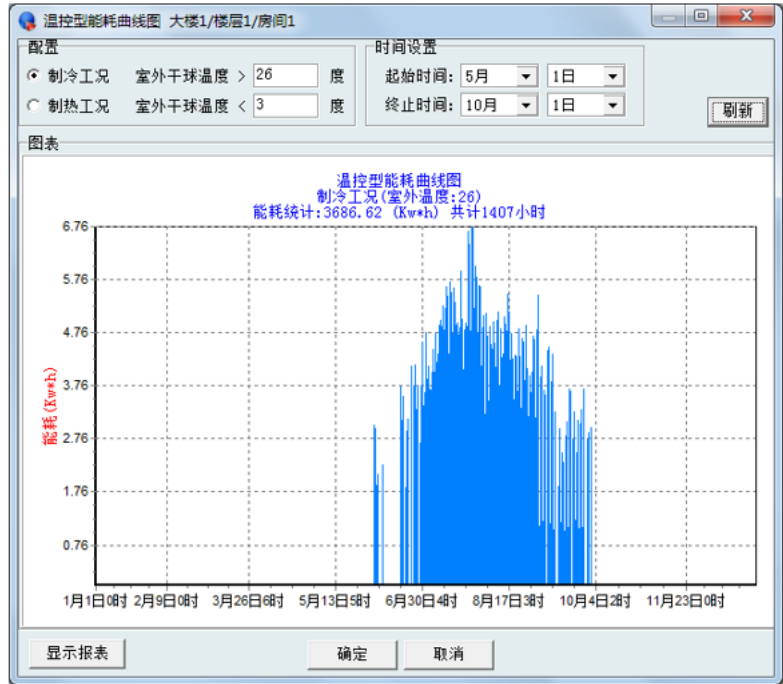 温控型能耗曲线图 大楼1/楼层1/房间1
配置
制冷工况 室外干球温度 > 26 度
制热工况 室外干球温度 < 3 度
时间设置
起始时间: 5月 1日
终止时间: 10月 1日
刷新
图表
温控型能耗曲线图
制冷工况(室外温度:26)
能耗统计:3686.62 (Kw*h) 共计1407小时
能耗(Kw*h)
6.76
5.76
4.76
3.76
2.76
1.76
0.76
1月1日0时 2月9日0时 3月26日6时 5月13日5时 6月30日4时 8月17日3时 10月4日2时 11月23日0时
显示报表 确定 取消